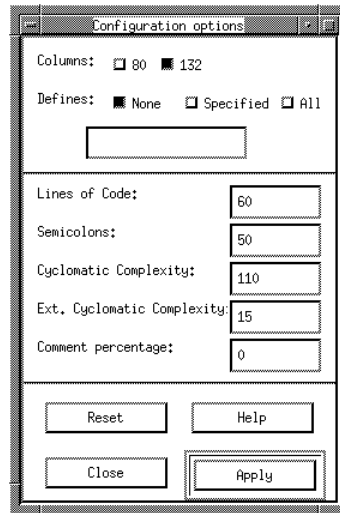 Configuration options
Columns: 80 132
Defines: None Specified All
Lines of Code: 60
Semicolons: 50
Cyclomatic Complexity: 110
Ext. Cyclomatic Complexity: 15
Comment percentage: 0
Reset Help
Close Apply